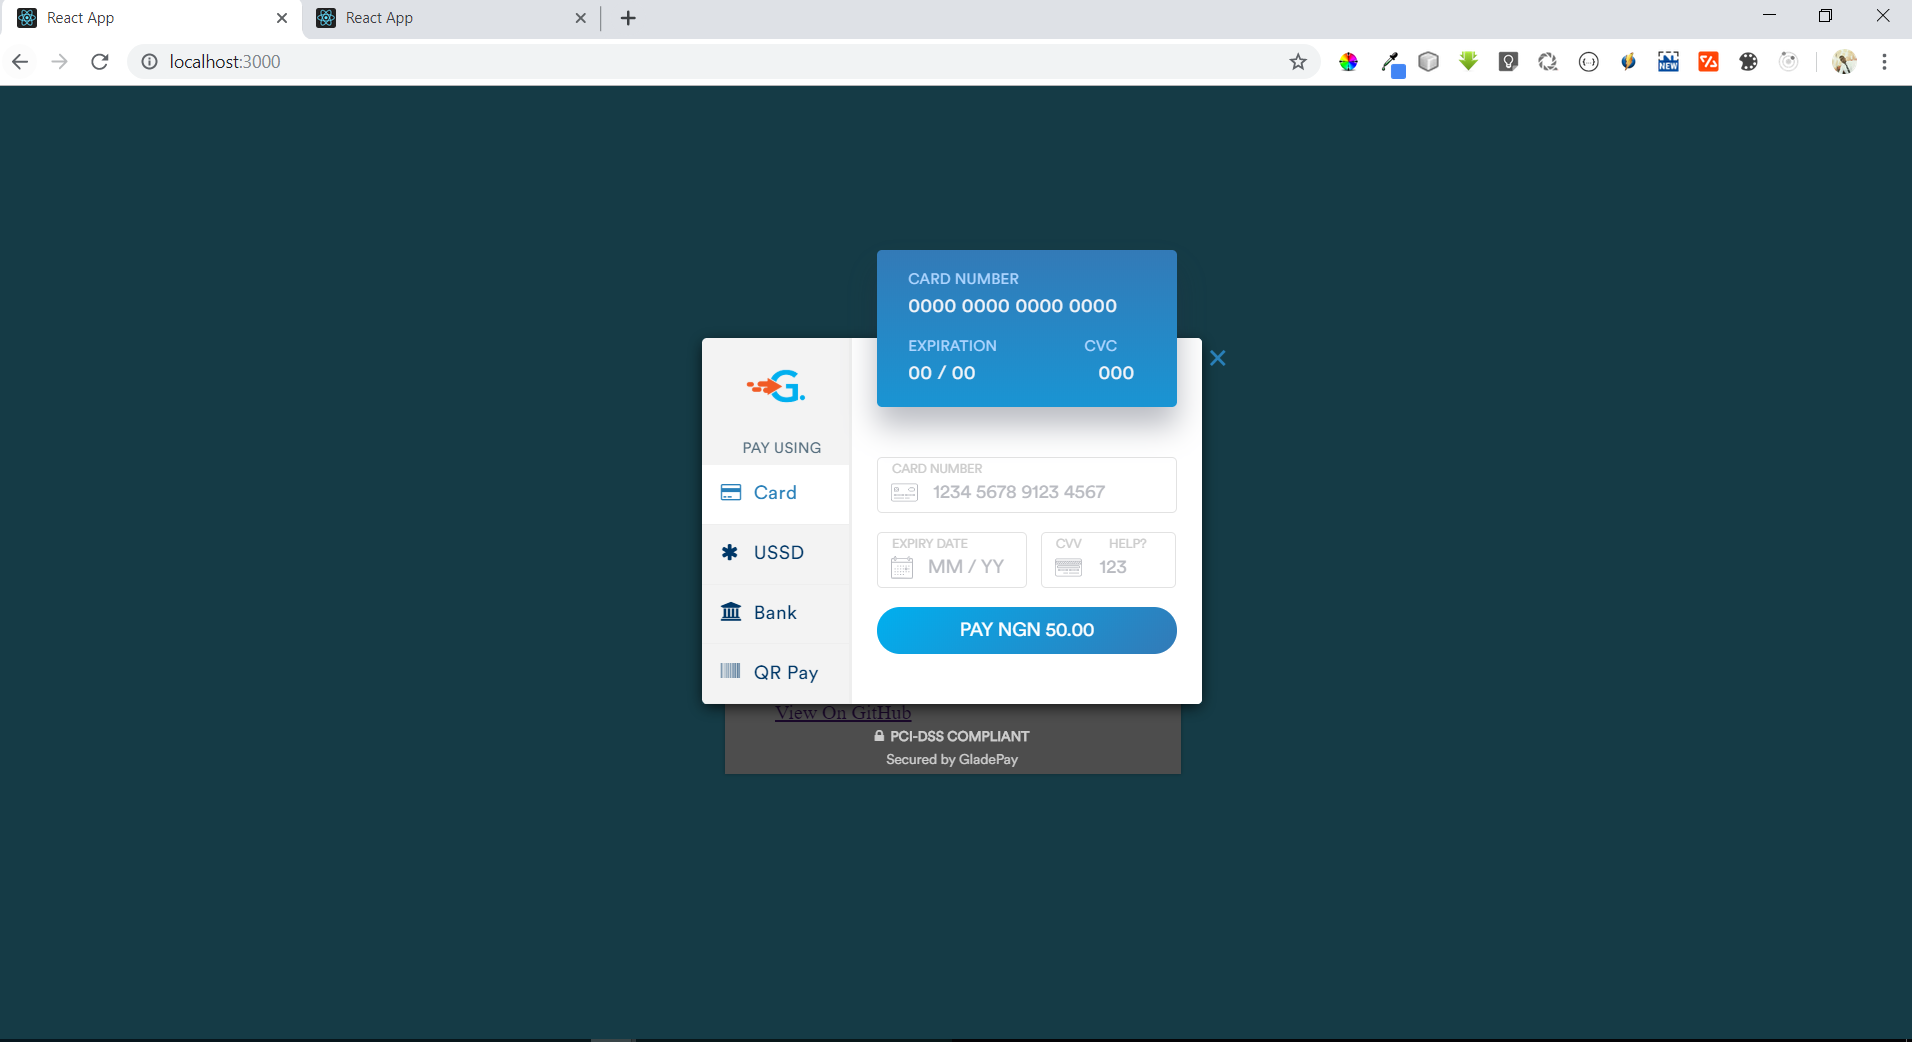 React App
React App
localhost:3000
NEW
CARD NUMBER
0000 0000 0000 0000
EXPIRATION CVC
00 / 00 000
G.
PAY USING
Card
USSD
Bank
QR Pay
CARD NUMBER
1234 5678 9123 4567
EXPIRY DATE
MM / YY
CVV HELP?
123
PAY NGN 50.00
View On GitHub
PCI-DSS COMPLIANT
Secured by GladePay